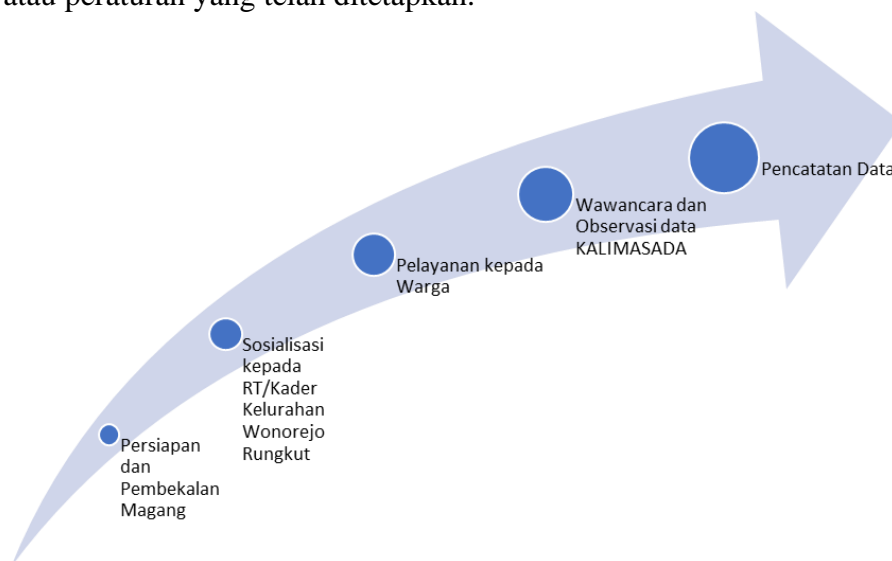 atau peraturan yang telah ditetapkan.
Persiapan
dan
Pembekalan
Magang
Sosialisasi
kepada
RT/Kader
Kelurahan
Wonorejo
Rungkut
Pelayanan kepada
Warga
Wawancara dan
Observasi data
KALIMASADA
Pencatatan Data